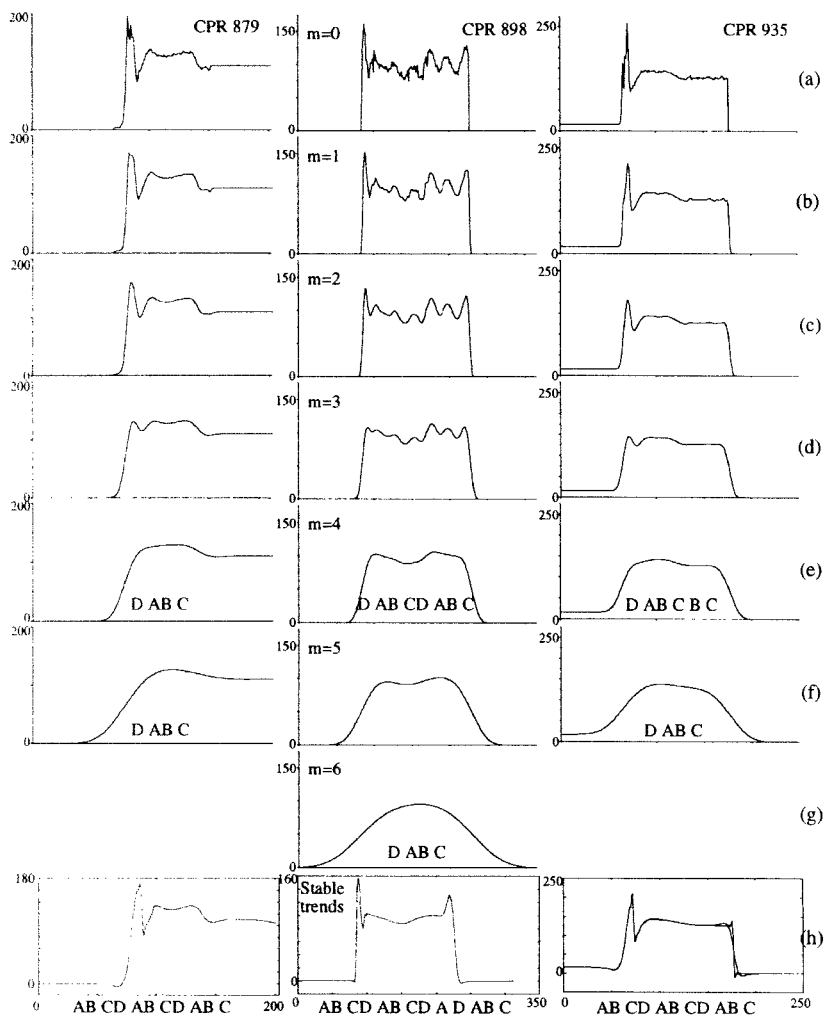 200 CPR 879 m=0 CPR 898 CPR 935
150 250
(a)
0 0 0
200 m=1
150 250
(b)
0 0 0
200 m=2
150 250
(c)
0 0 0
200 m=3
150 250
(d)
0 0 0
200 m=4
150 250
(e)
D AB C D AB CD AB C D AB C B C
0 0 0
200 m=5
150 250
(f)
D AB C D AB C
0 0 0
m=6
150
(g)
D AB C
0
180 160 Stable trends 250
(h)
0 0 0
0 200 350 0 250
AB CD AB CD AB C AB CD AB CD A D AB C AB CD AB CD AB C